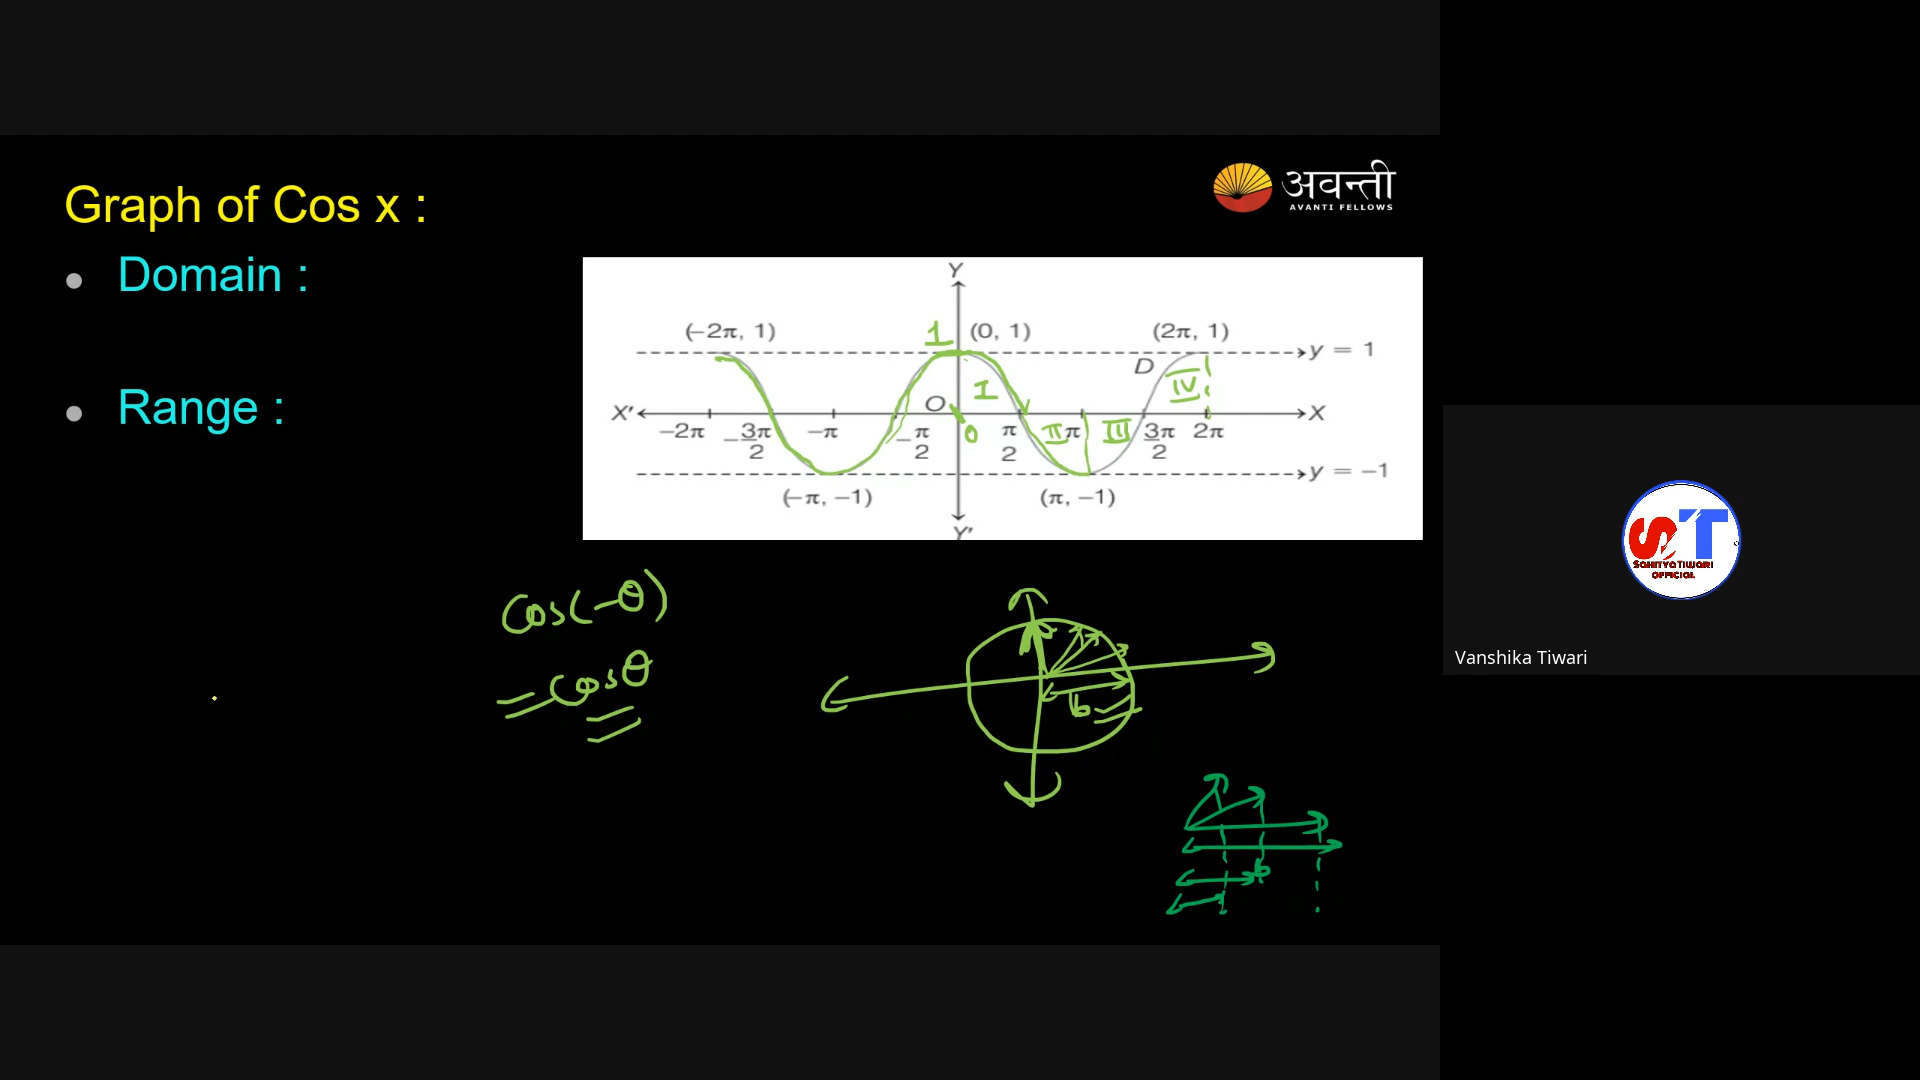 Graph of Cos x :
अवन्ती
AVANTI FELLOWS
Domain :
Range :
Y
(−2π, 1)
1
(0, 1)
(2π, 1)
y = 1
D
I
IV
O
X'
X
0
−2π
−3π/2
−π
−π/2
π/2
II
π
III
3π/2
2π
y = −1
(−π, −1)
(π, −1)
Y'
Cos(−θ)
= Cosθ
b
b
ST
SAHITYA TIWARI
OFFICIAL
Vanshika Tiwari